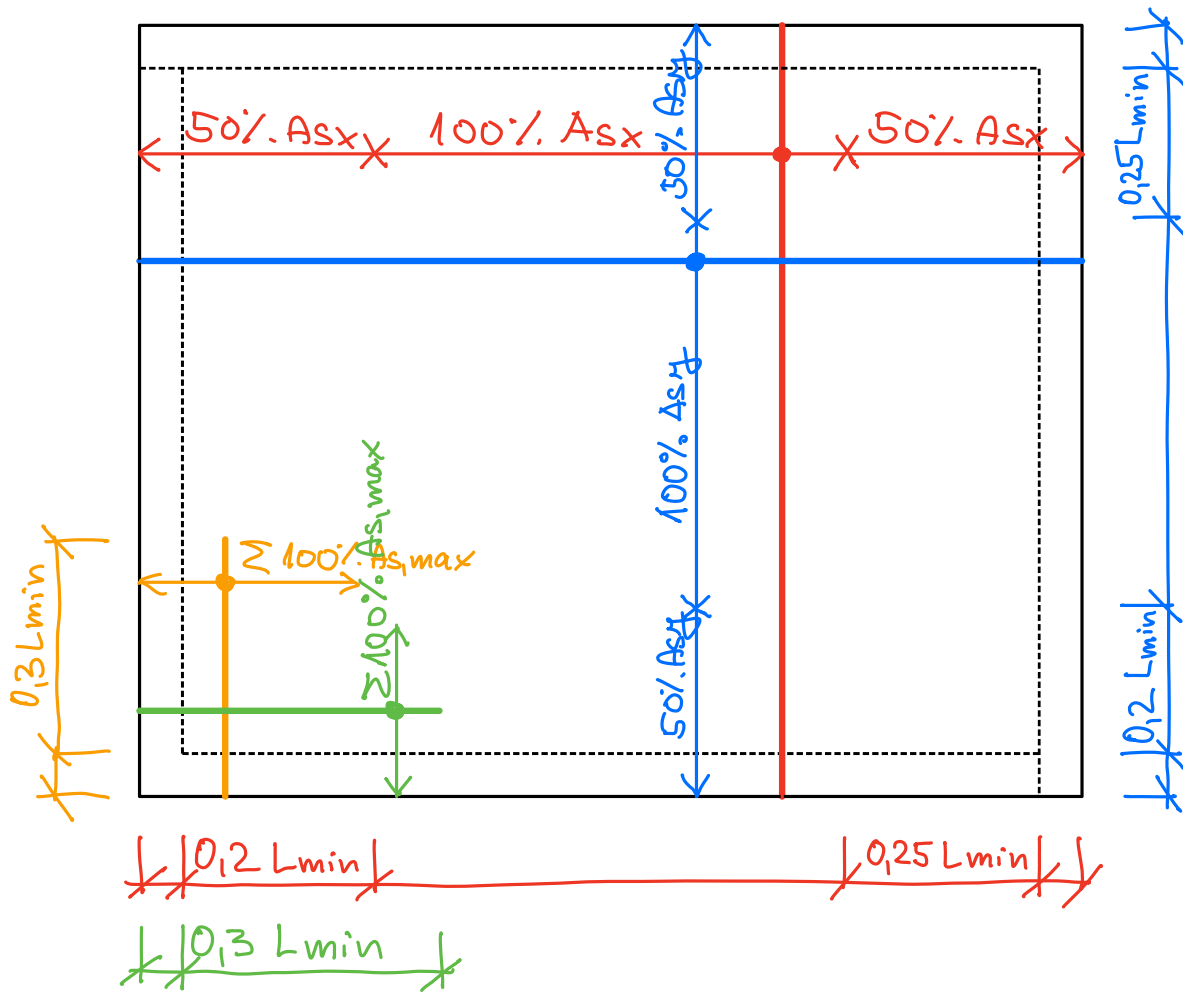 50% Asx
100% Asx
50% Asx
50% Asy
0,25 Lmin
100% Asy
Σ 100% As,max
Σ100% As,max
0,3 Lmin
50% Asy
0,2 Lmin
0,2 Lmin
0,25 Lmin
0,3 Lmin